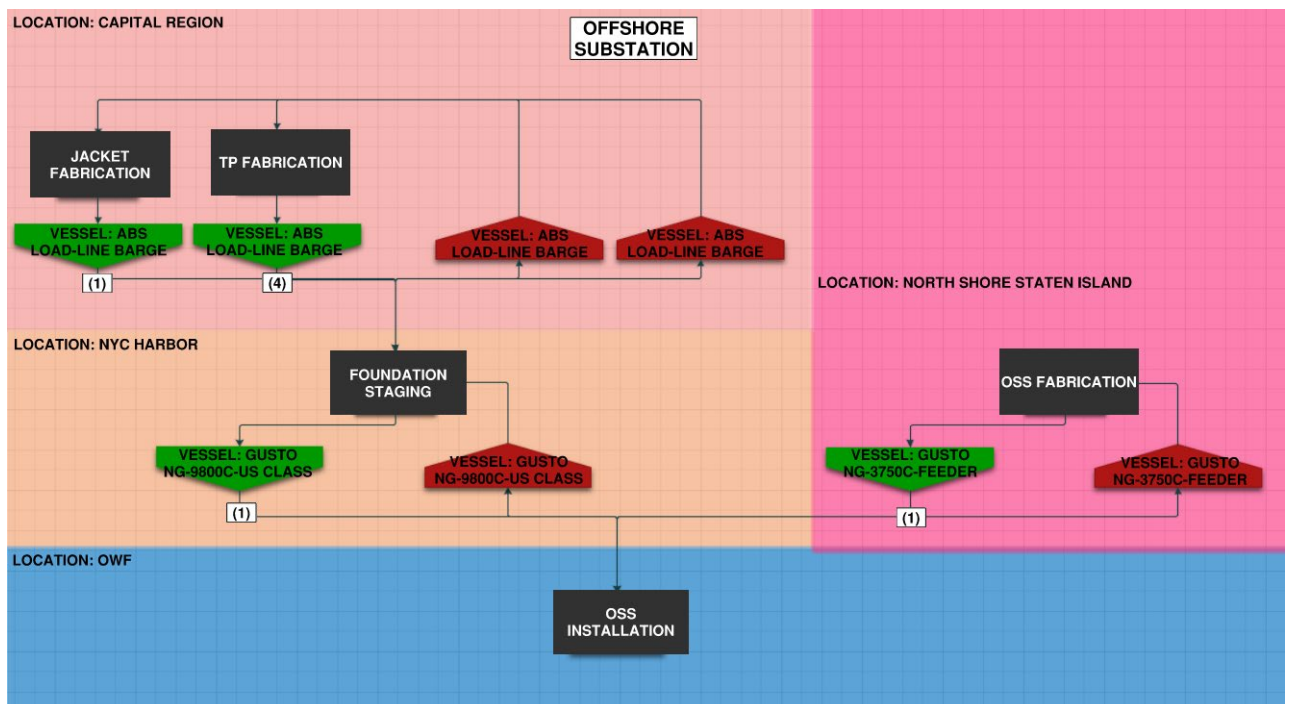 LOCATION: CAPITAL REGION
OFFSHORE
SUBSTATION
JACKET
FABRICATION
TP FABRICATION
VESSEL: ABS
LOAD-LINE BARGE
VESSEL: ABS
LOAD-LINE BARGE
VESSEL: ABS
LOAD-LINE BARGE
VESSEL: ABS
LOAD-LINE BARGE
(1)
(4)
LOCATION: NORTH SHORE STATEN ISLAND
LOCATION: NYC HARBOR
FOUNDATION
STAGING
OSS FABRICATION
VESSEL: GUSTO
NG-9800C-US CLASS
VESSEL: GUSTO
NG-9800C-US CLASS
VESSEL: GUSTO
NG-3750C-FEEDER
VESSEL: GUSTO
NG-3750C-FEEDER
(1)
(1)
LOCATION: OWF
OSS
INSTALLATION